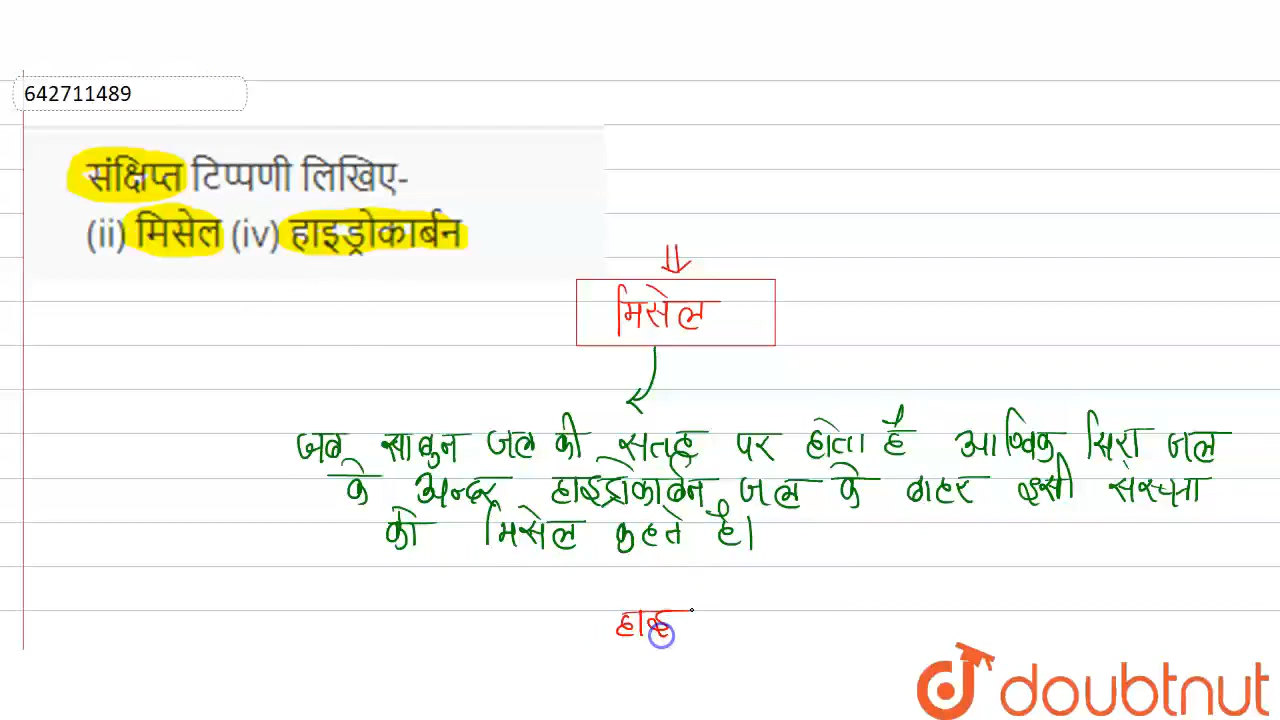 642711489
संक्षिप्त टिप्पणी लिखिए-
(ii) मिसेल (iv) हाइड्रोकार्बन
मिसेल
जब साबुन जल की सतह पर होता है आयनिक सिरा जल
के अन्दर हाइड्रोकार्बन जल के बाहर इसी संरचना
को मिसेल कहते है।
हाइ
doubtnut